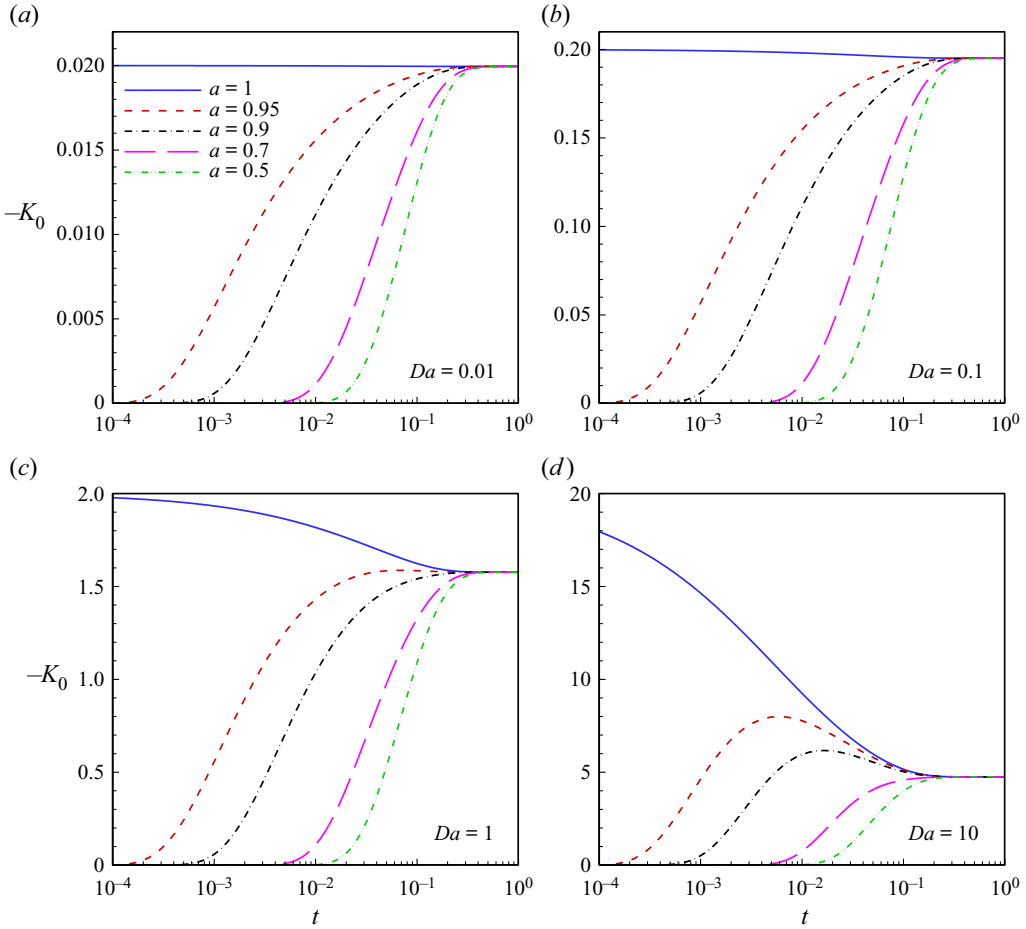 (a)
0.020
a = 1
a = 0.95
a = 0.9
0.015
a = 0.7
a = 0.5
–K0
0.010
0.005
Da = 0.01
0
10–4 10–3 10–2 10–1 100
(b)
0.20
0.15
0.10
0.05
Da = 0.1
0
10–4 10–3 10–2 10–1 100
(c)
2.0
1.5
–K0
1.0
0.5
Da = 1
0
10–4 10–3 10–2 10–1 100
t
(d)
20
15
10
5
Da = 10
0
10–4 10–3 10–2 10–1 100
t